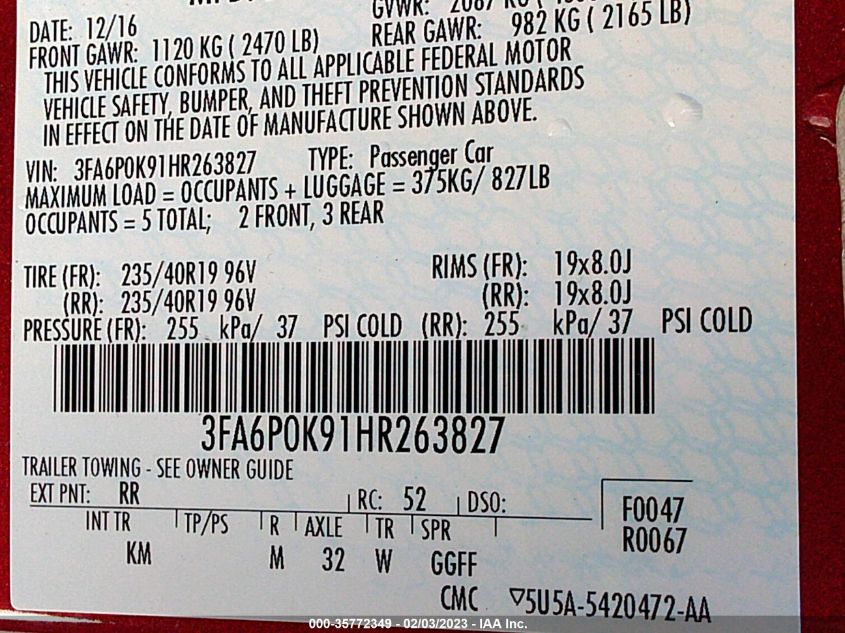 DATE: 12/16
GVWR: 2087 KG
FRONT GAWR: 1120 KG ( 2470 LB) REAR GAWR: 982 KG ( 2165 LB)
THIS VEHICLE CONFORMS TO ALL APPLICABLE FEDERAL MOTOR
VEHICLE SAFETY, BUMPER, AND THEFT PREVENTION STANDARDS
IN EFFECT ON THE DATE OF MANUFACTURE SHOWN ABOVE.
VIN: 3FA6P0K91HR263827 TYPE: Passenger Car
MAXIMUM LOAD = OCCUPANTS + LUGGAGE = 375KG/ 827LB
OCCUPANTS = 5 TOTAL; 2 FRONT, 3 REAR
TIRE (FR): 235/40R19 96V RIMS (FR): 19x8.0J
(RR): 235/40R19 96V (RR): 19x8.0J
PRESSURE (FR): 255 kPa/ 37 PSI COLD (RR): 255 kPa/ 37 PSI COLD
3FA6P0K91HR263827
TRAILER TOWING - SEE OWNER GUIDE
EXT PNT: RR RC: 52 DSO:
INT TR TP/PS R AXLE TR SPR
KM M 32 W GGFF
F0047
R0067
CMC ▽5U5A-5420472-AA
000-35772349 - 02/03/2023 - IAA Inc.